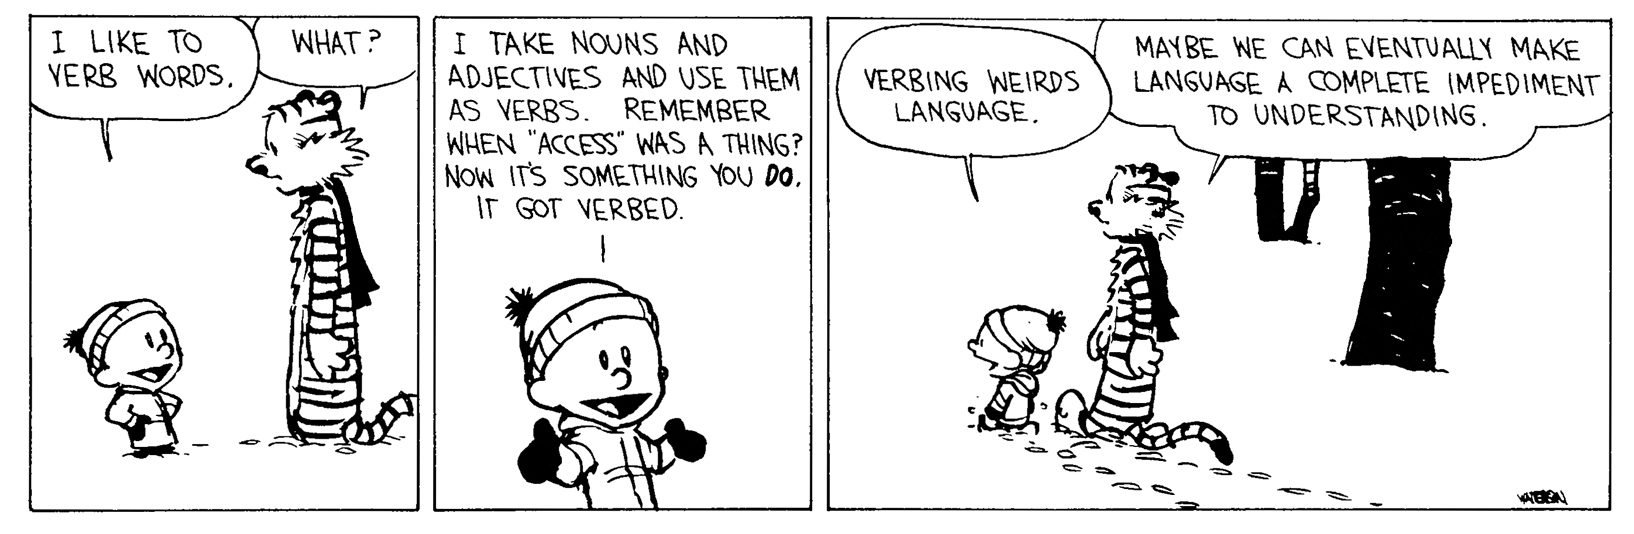 I LIKE TO
VERB WORDS.
WHAT?
I TAKE NOUNS AND
ADJECTIVES AND USE THEM
AS VERBS. REMEMBER
WHEN "ACCESS" WAS A THING?
NOW IT'S SOMETHING YOU DO.
IT GOT VERBED.
VERBING WEIRDS
LANGUAGE.
MAYBE WE CAN EVENTUALLY MAKE
LANGUAGE A COMPLETE IMPEDIMENT
TO UNDERSTANDING.
WATTERSON